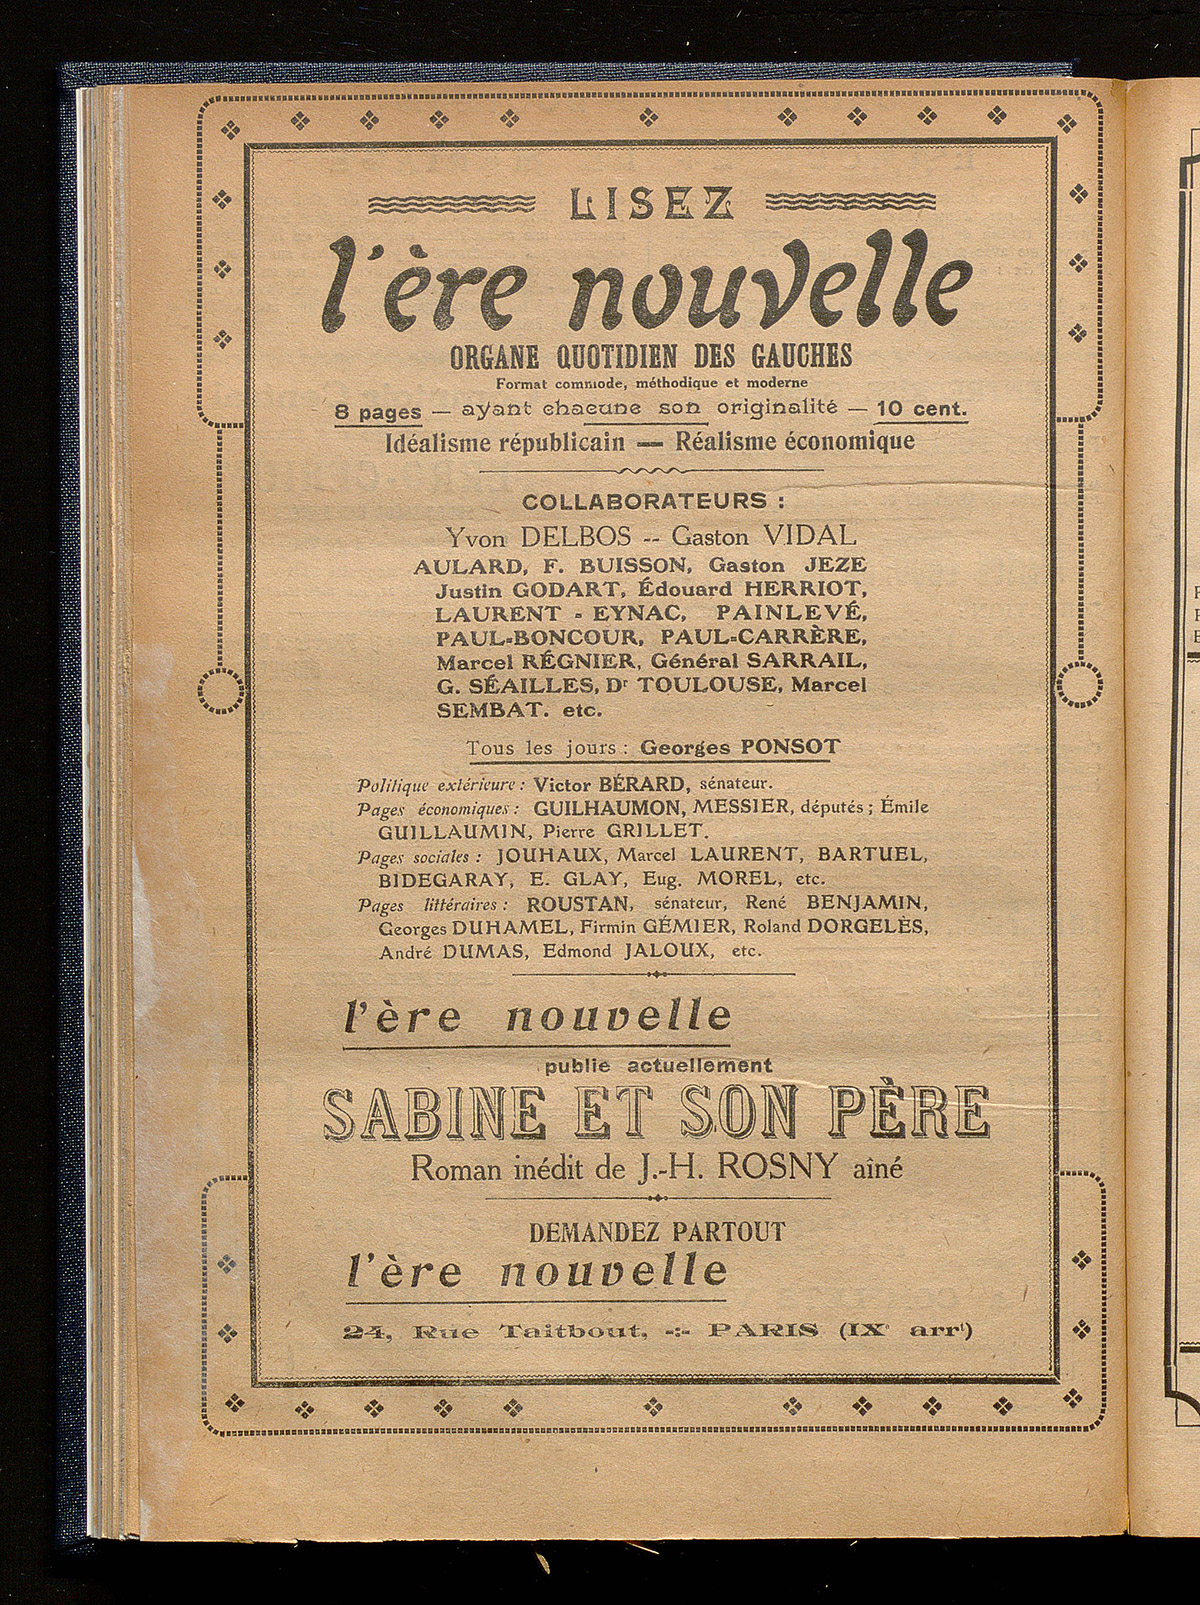 LISEZ
l'ère nouvelle
ORGANE QUOTIDIEN DES GAUCHES
Format commode, méthodique et moderne
8 pages — ayant chacune son originalité — 10 cent.
Idéalisme républicain — Réalisme économique
COLLABORATEURS :
Yvon DELBOS -- Gaston VIDAL
AULARD, F. BUISSON, Gaston JEZE
Justin GODART, Édouard HERRIOT,
LAURENT - EYNAC, PAINLEVÉ,
PAUL-BONCOUR, PAUL-CARRÈRE,
Marcel RÉGNIER, Général SARRAIL,
G. SÉAILLES, Dr TOULOUSE, Marcel
SEMBAT. etc.
Tous les jours : Georges PONSOT
Politique extérieure : Victor BÉRARD, sénateur.
Pages économiques : GUILHAUMON, MESSIER, députés ; Émile
GUILLAUMIN, Pierre GRILLET.
Pages sociales : JOUHAUX, Marcel LAURENT, BARTUEL,
BIDEGARAY, E. GLAY, Eug. MOREL, etc.
Pages littéraires : ROUSTAN, sénateur, René BENJAMIN,
Georges DUHAMEL, Firmin GÉMIER, Roland DORGELÈS,
André DUMAS, Edmond JALOUX, etc.
l'ère nouvelle
publie actuellement
SABINE ET SON PÈRE
Roman inédit de J.-H. ROSNY aîné
DEMANDEZ PARTOUT
l'ère nouvelle
24, Rue Taitbout, -:- PARIS (IXe arrt)